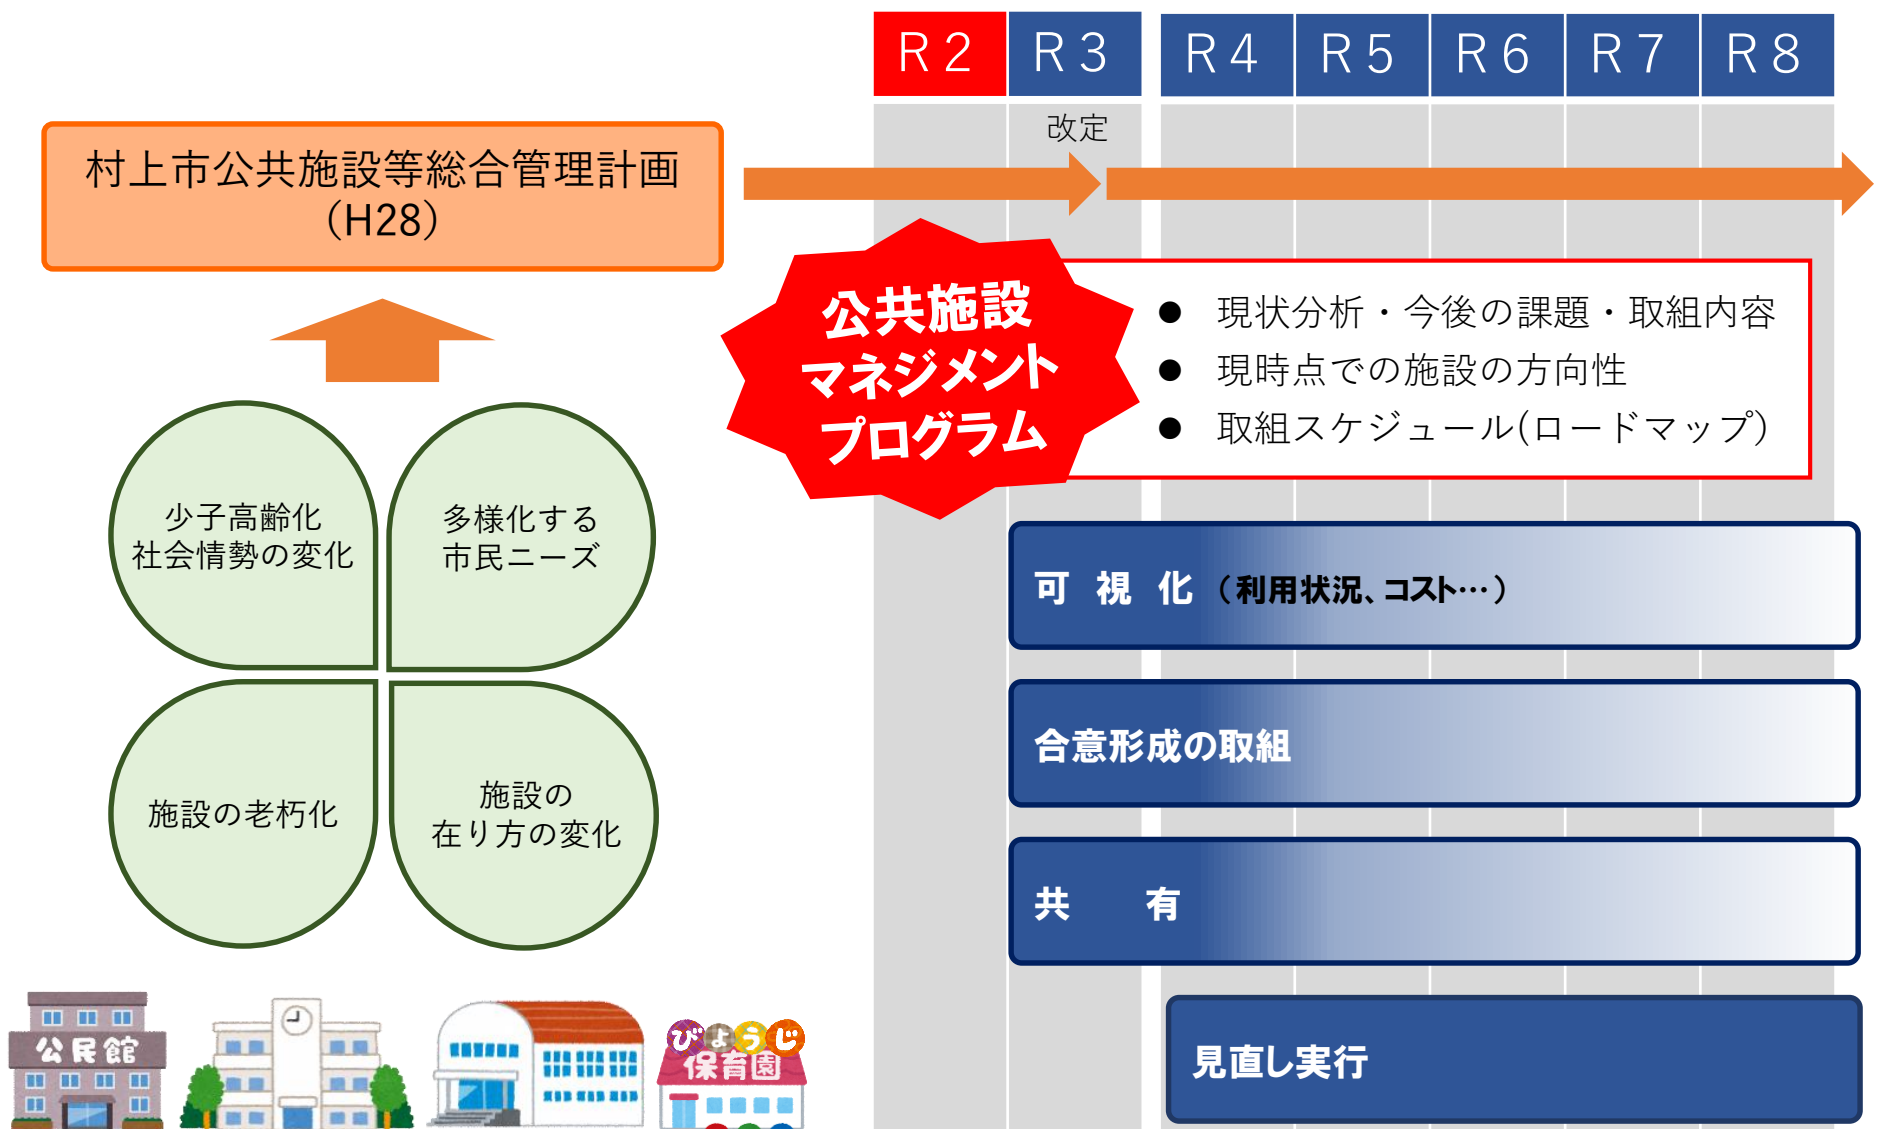 R2
R3
R4
R5
R6
R7
R8
改定
村上市公共施設等総合管理計画
(H28)
公共施設
マネジメント
プログラム
● 現状分析・今後の課題・取組内容
● 現時点での施設の方向性
● 取組スケジュール(ロードマップ)
少子高齢化
社会情勢の変化
多様化する
市民ニーズ
施設の老朽化
施設の
在り方の変化
可 視 化 (利用状況、コスト…)
合意形成の取組
共 有
見直し実行
公民館
びょうじ
保育園